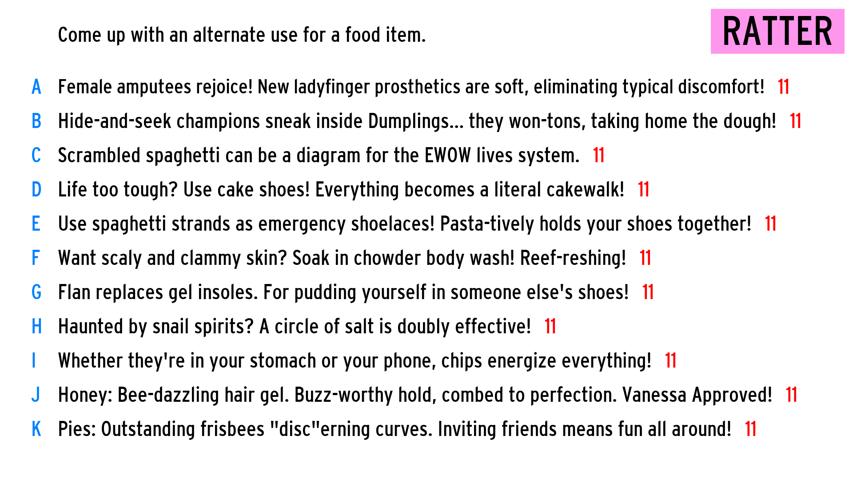 Come up with an alternate use for a food item.
RATTER
A Female amputees rejoice! New ladyfinger prosthetics are soft, eliminating typical discomfort! 11
B Hide-and-seek champions sneak inside Dumplings... they won-tons, taking home the dough! 11
C Scrambled spaghetti can be a diagram for the EWOW lives system. 11
D Life too tough? Use cake shoes! Everything becomes a literal cakewalk! 11
E Use spaghetti strands as emergency shoelaces! Pasta-tively holds your shoes together! 11
F Want scaly and clammy skin? Soak in chowder body wash! Reef-reshing! 11
G Flan replaces gel insoles. For pudding yourself in someone else's shoes! 11
H Haunted by snail spirits? A circle of salt is doubly effective! 11
I Whether they're in your stomach or your phone, chips energize everything! 11
J Honey: Bee-dazzling hair gel. Buzz-worthy hold, combed to perfection. Vanessa Approved! 11
K Pies: Outstanding frisbees "disc"erning curves. Inviting friends means fun all around! 11